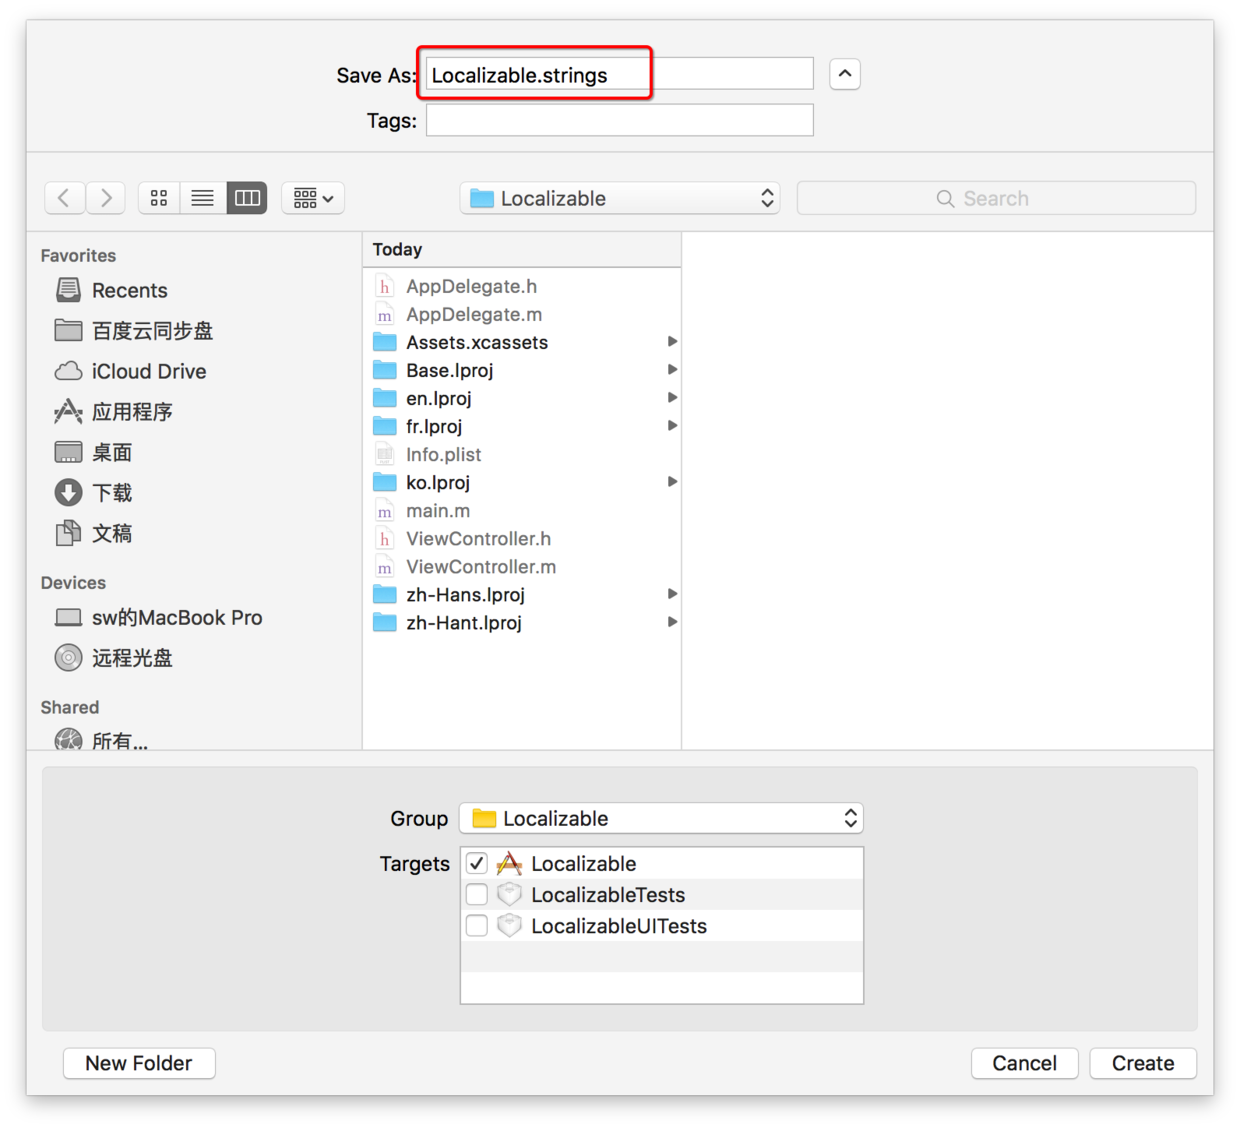 Save As: Localizable.strings
Tags:
Localizable
Search
Favorites
Recents
百度云同步盘
iCloud Drive
应用程序
桌面
下载
文稿
Devices
sw的MacBook Pro
远程光盘
Shared
所有...
Today
h AppDelegate.h
m AppDelegate.m
Assets.xcassets
Base.lproj
en.lproj
fr.lproj
Info.plist
ko.lproj
m main.m
h ViewController.h
m ViewController.m
zh-Hans.lproj
zh-Hant.lproj
Group Localizable
Targets Localizable
LocalizableTests
LocalizableUITests
New Folder Cancel Create